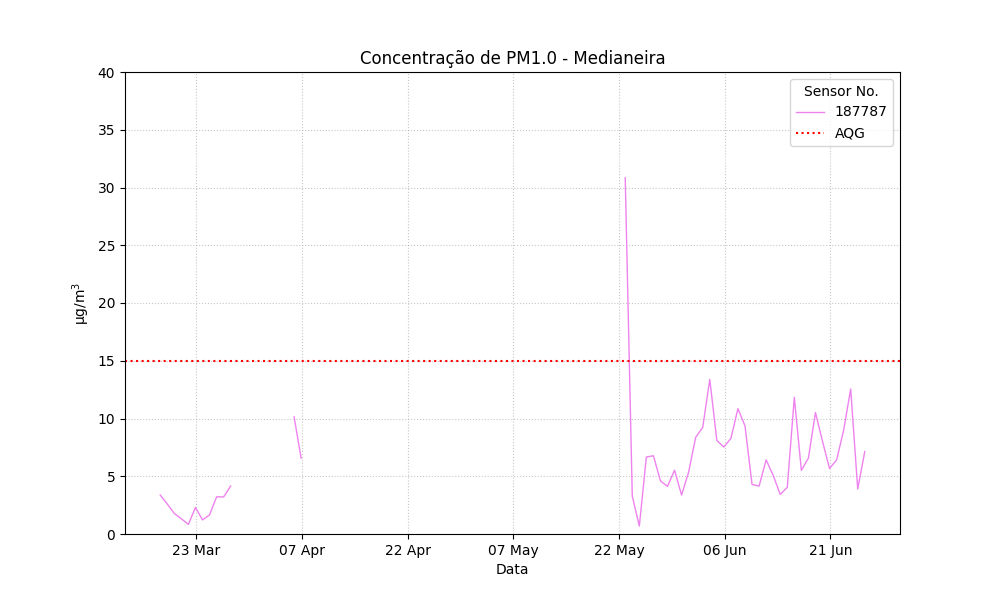 Concentração de PM1.0 - Medianeira
Sensor No.
187787
AQG
40
35
30
25
20
15
10
5
0
µg/m³
23 Mar
07 Apr
22 Apr
07 May
22 May
06 Jun
21 Jun
Data